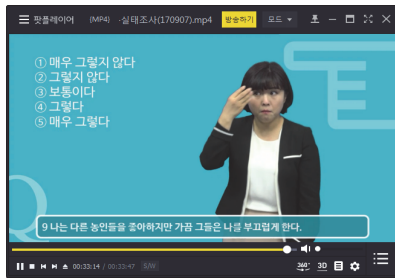 팟플레이어 (MP4) -실태조사(170907).mp4 방송하기 모드
① 매우 그렇지 않다
② 그렇지 않다
③ 보통이다
④ 그렇다
⑤ 매우 그렇다
9 나는 다른 농인들을 좋아하지만 가끔 그들은 나를 부끄럽게 한다.
00:33:14 / 00:33:47 S/W 360° 3D